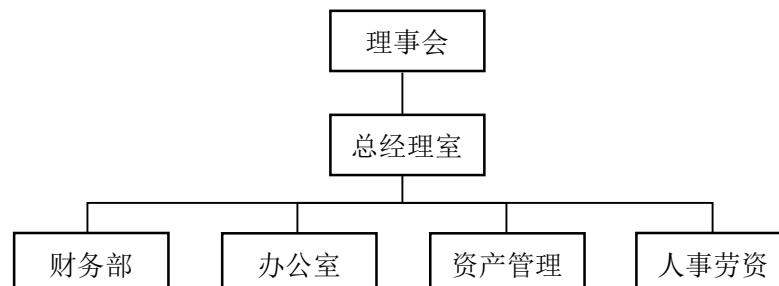 理事会
总经理室
财务部
办公室
资产管理
人事劳资